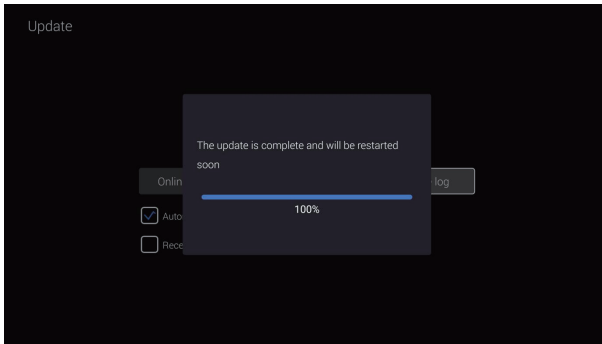 Update
The update is complete and will be restarted
soon
100%
Onlin
log
Auto
Rece